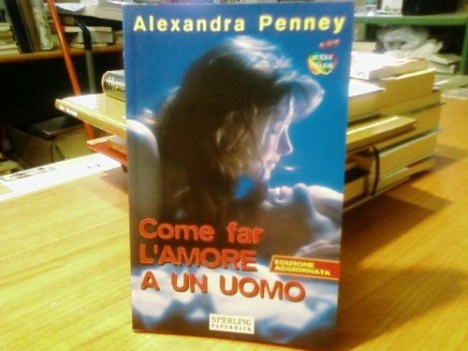 Alexandra Penney
Come far
L'AMORE
A UN UOMO
EDIZIONE
AGGIORNATA
SPERLING
PAPERBACK